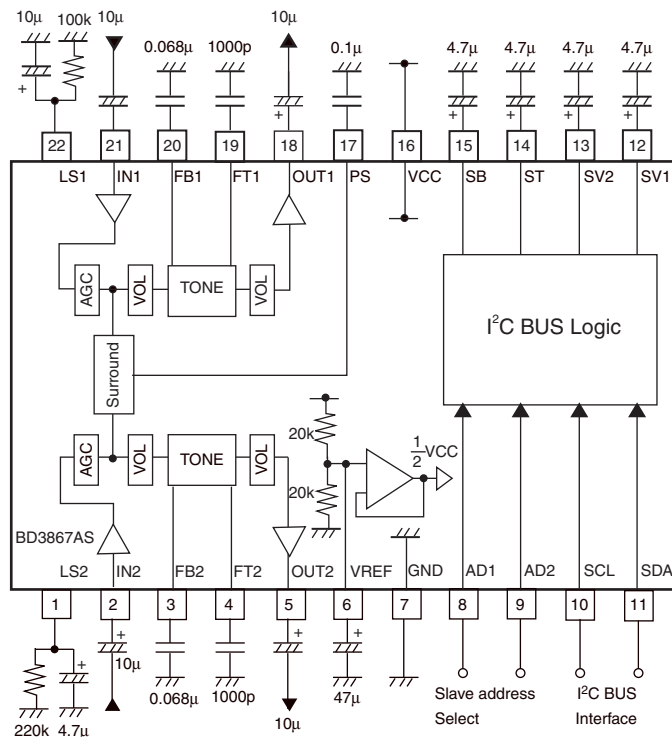 10μ 100k 10μ 10μ
0.068μ 1000p 0.1μ 4.7μ 4.7μ 4.7μ 4.7μ
+ + + + + +
22 21 20 19 18 17 16 15 14 13 12
LS1 IN1 FB1 FT1 OUT1 PS VCC SB ST SV2 SV1
AGC VOL TONE VOL
I²C BUS Logic
Surround
20k
1/2 VCC
AGC VOL TONE VOL
20k
BD3867AS
LS2 IN2 FB2 FT2 OUT2 VREF GND AD1 AD2 SCL SDA
1 2 3 4 5 6 7 8 9 10 11
+ + + +
10μ
0.068μ 1000p 47μ
Slave address I²C BUS
Select Interface
220k 4.7μ 10μ